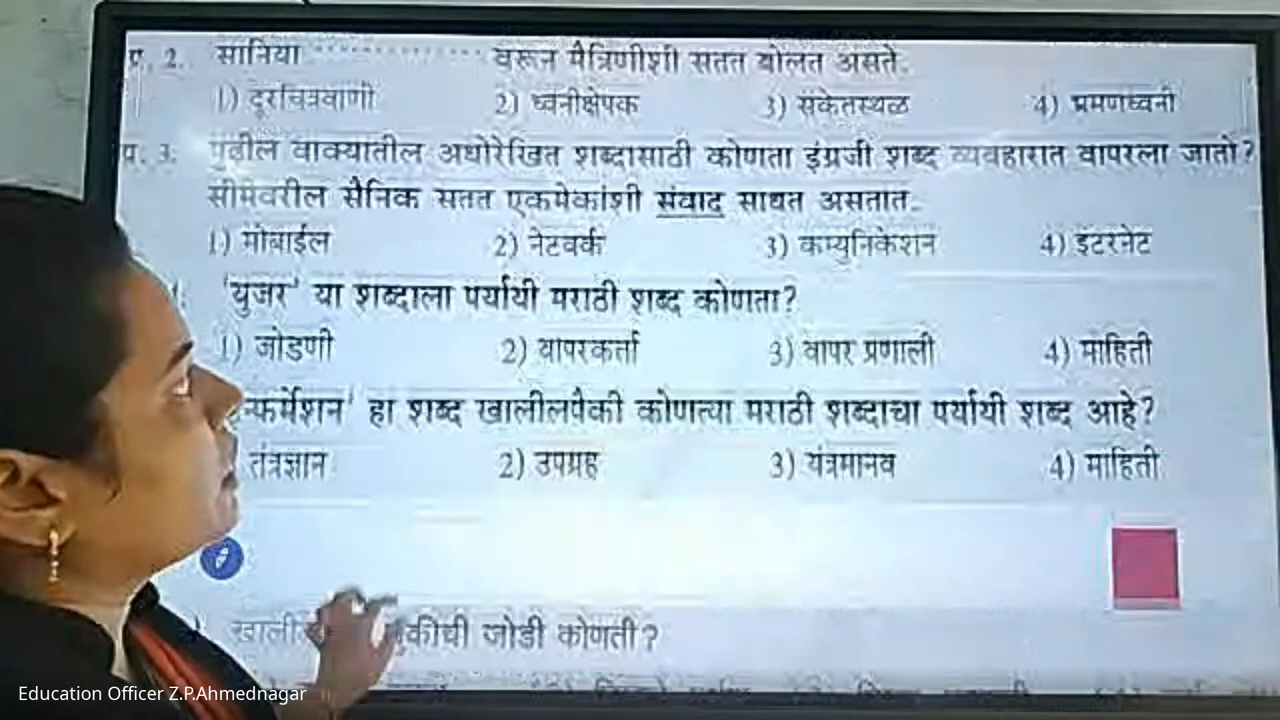 प्र. 2. सानिया .................. वरून मैत्रिणीशी सतत बोलत असते.
1) दूरचित्रवाणी 2) ध्वनीक्षेपक 3) संकेतस्थळ 4) भ्रमणध्वनी
प्र. 3. पुढील वाक्यातील अधोरेखित शब्दासाठी कोणता इंग्रजी शब्द व्यवहारात वापरला जातो?
सीमेवरील सैनिक सतत एकमेकांशी संवाद साधत असतात.
1) मोबाईल 2) नेटवर्क 3) कम्युनिकेशन 4) इंटरनेट
'युजर' या शब्दाला पर्यायी मराठी शब्द कोणता?
1) जोडणी 2) वापरकर्त्ता 3) वापर प्रणाली 4) माहिती
न्फर्मेशन' हा शब्द खालीलपैकी कोणत्या मराठी शब्दाचा पर्यायी शब्द आहे?
तंत्रज्ञान 2) उपग्रह 3) यंत्रमानव 4) माहिती
चुकीची जोडी कोणती?
Education Officer Z.P.Ahmednagar